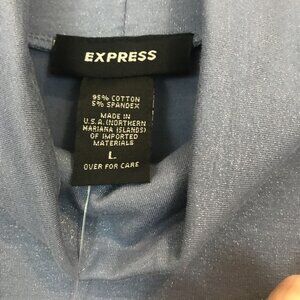 EXPRESS
95% COTTON
5% SPANDEX
MADE IN
U.S.A. (NORTHERN
MARIANA ISLANDS)
OF IMPORTED
MATERIALS
L
OVER FOR CARE